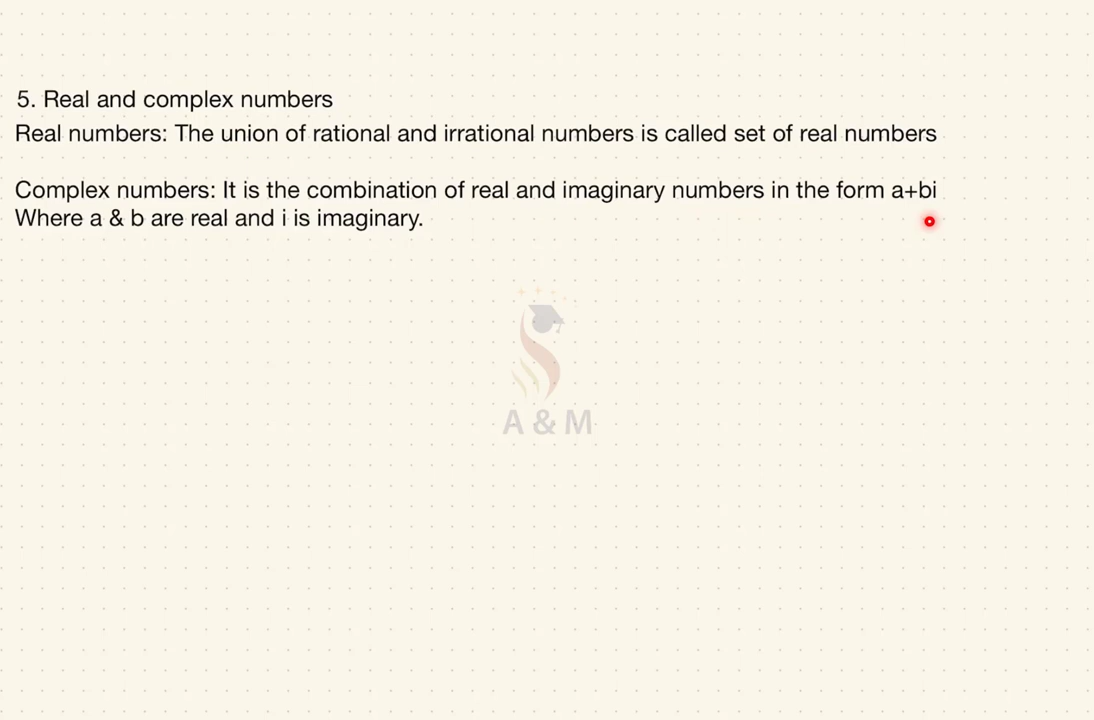 5. Real and complex numbers
Real numbers: The union of rational and irrational numbers is called set of real numbers
Complex numbers: It is the combination of real and imaginary numbers in the form a+bi
Where a & b are real and i is imaginary.
A & M